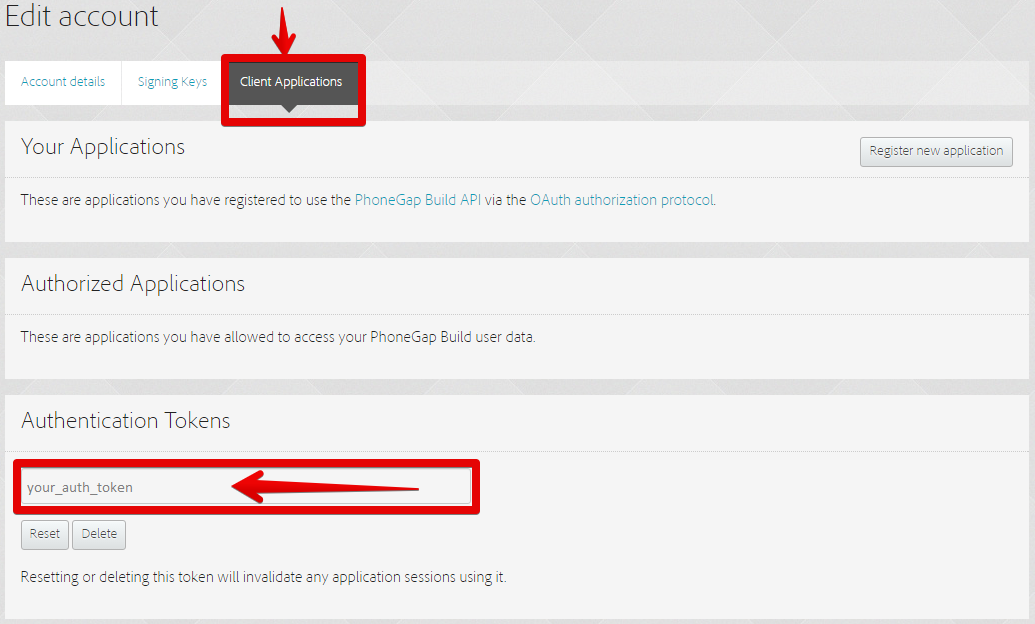 Edit account
Account details
Signing Keys
Client Applications
Your Applications
Register new application
These are applications you have registered to use the PhoneGap Build API via the OAuth authorization protocol.
Authorized Applications
These are applications you have allowed to access your PhoneGap Build user data.
Authentication Tokens
your_auth_token
Reset
Delete
Resetting or deleting this token will invalidate any application sessions using it.